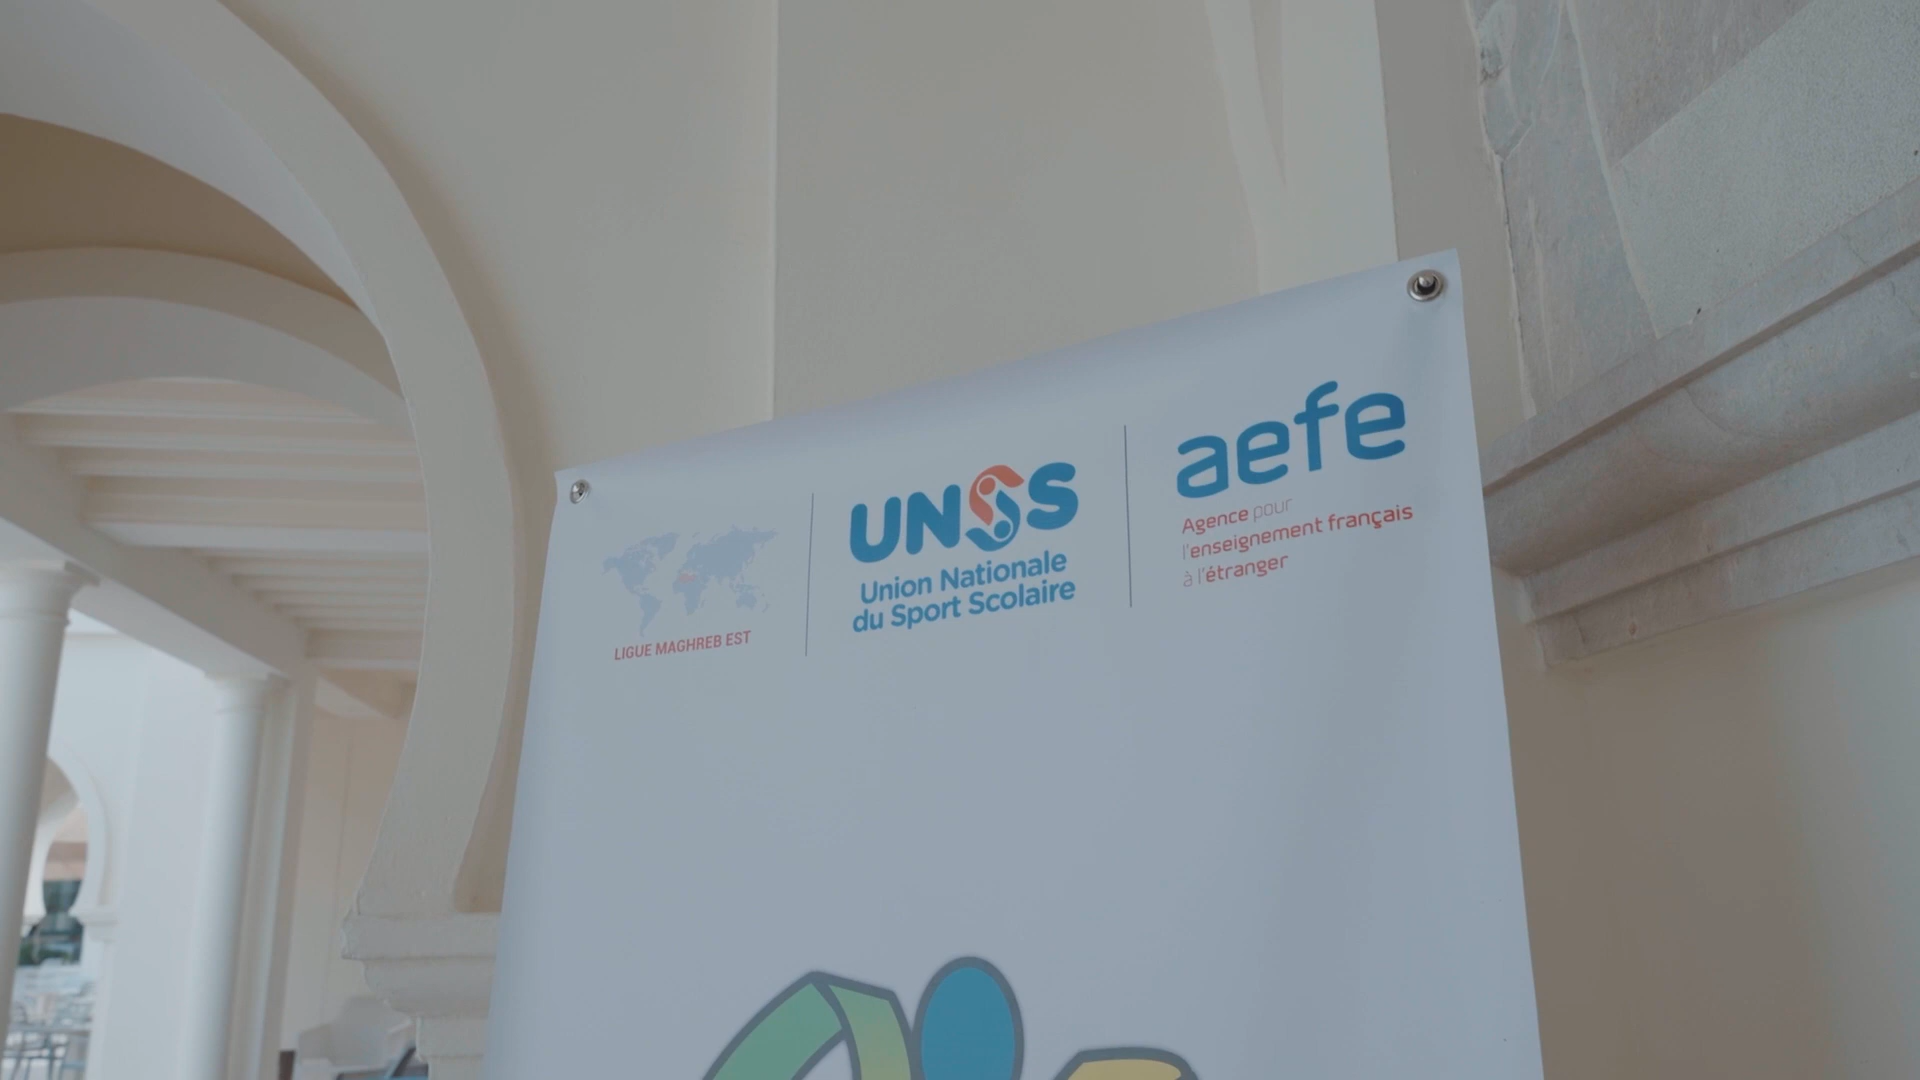 LIGUE MAGHREB EST
UNSS
Union Nationale
du Sport Scolaire
aefe
Agence pour
l'enseignement français
à l'étranger